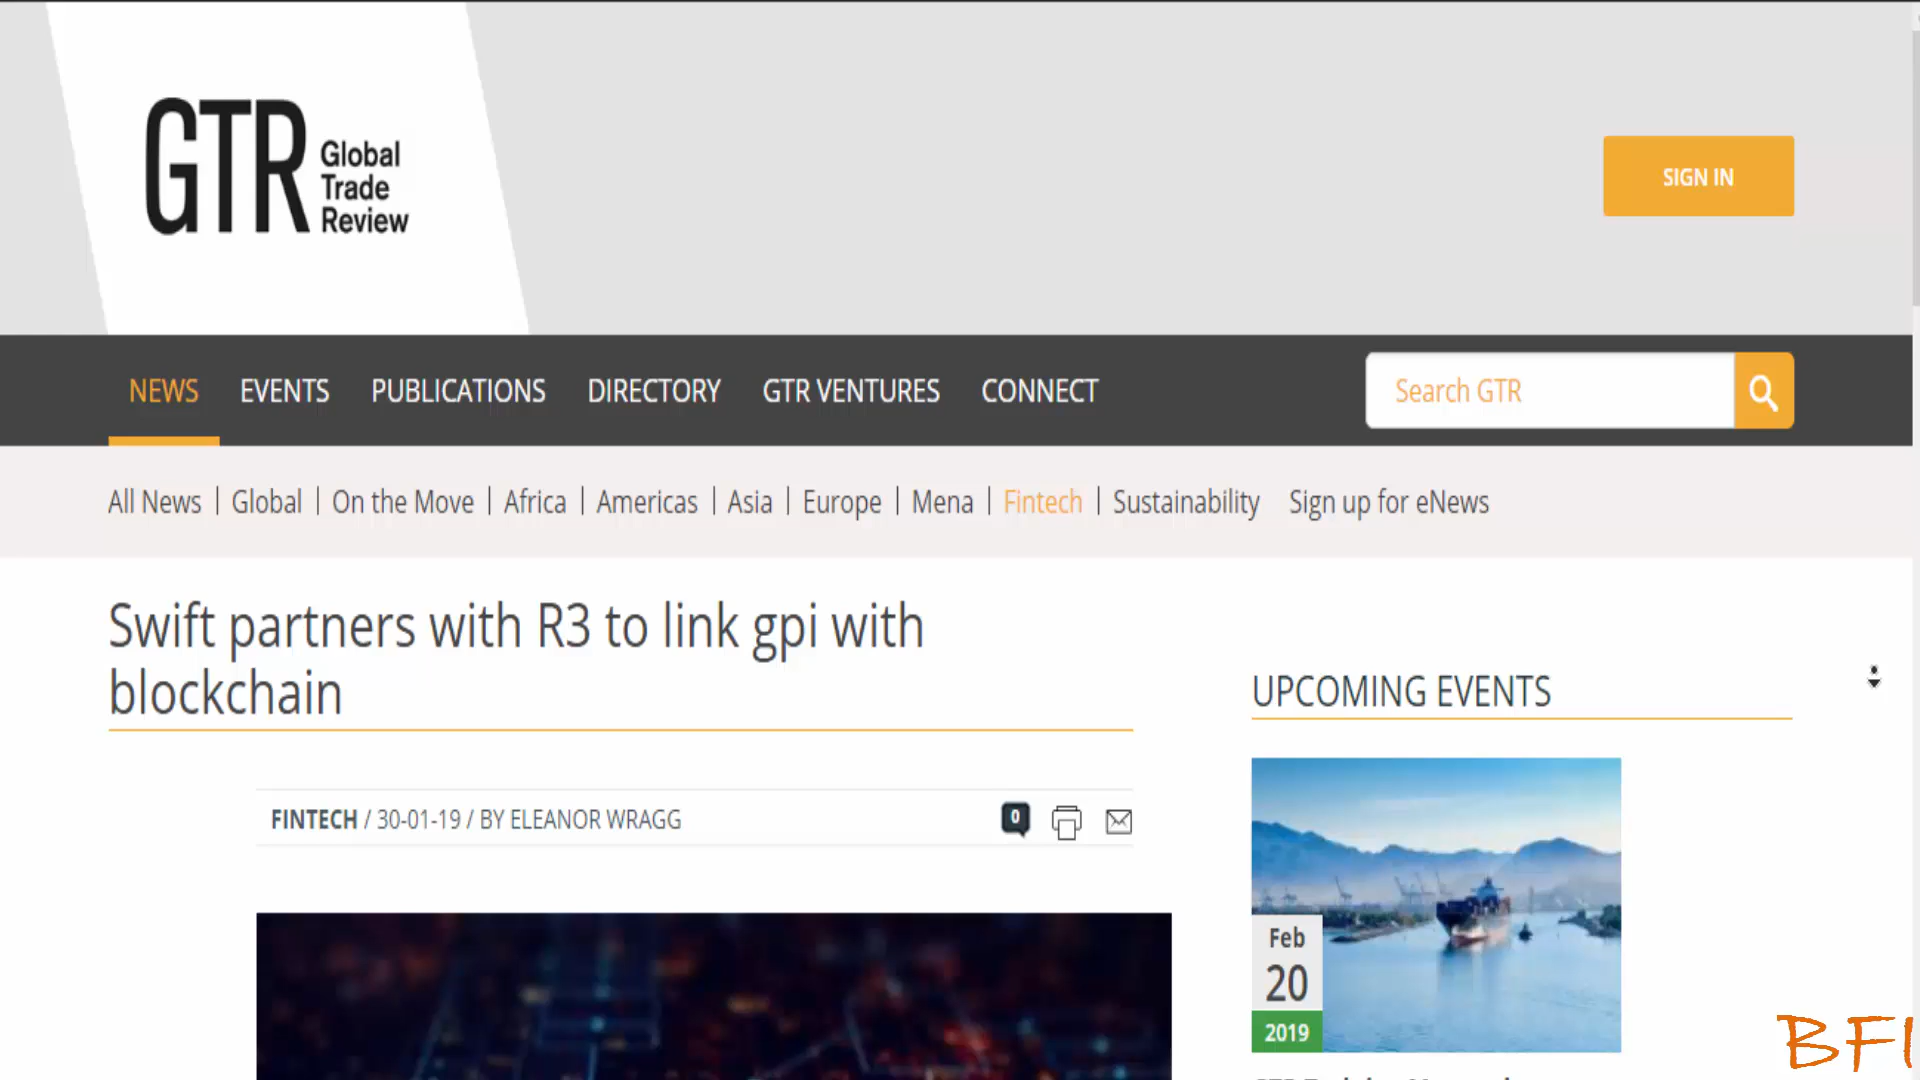 GTR
Global
Trade
Review
SIGN IN
NEWS EVENTS PUBLICATIONS DIRECTORY GTR VENTURES CONNECT
Search GTR
All News | Global | On the Move | Africa | Americas | Asia | Europe | Mena | Fintech | Sustainability Sign up for eNews
Swift partners with R3 to link gpi with
blockchain
FINTECH / 30-01-19 / BY ELEANOR WRAGG
0
UPCOMING EVENTS
Feb
20
2019